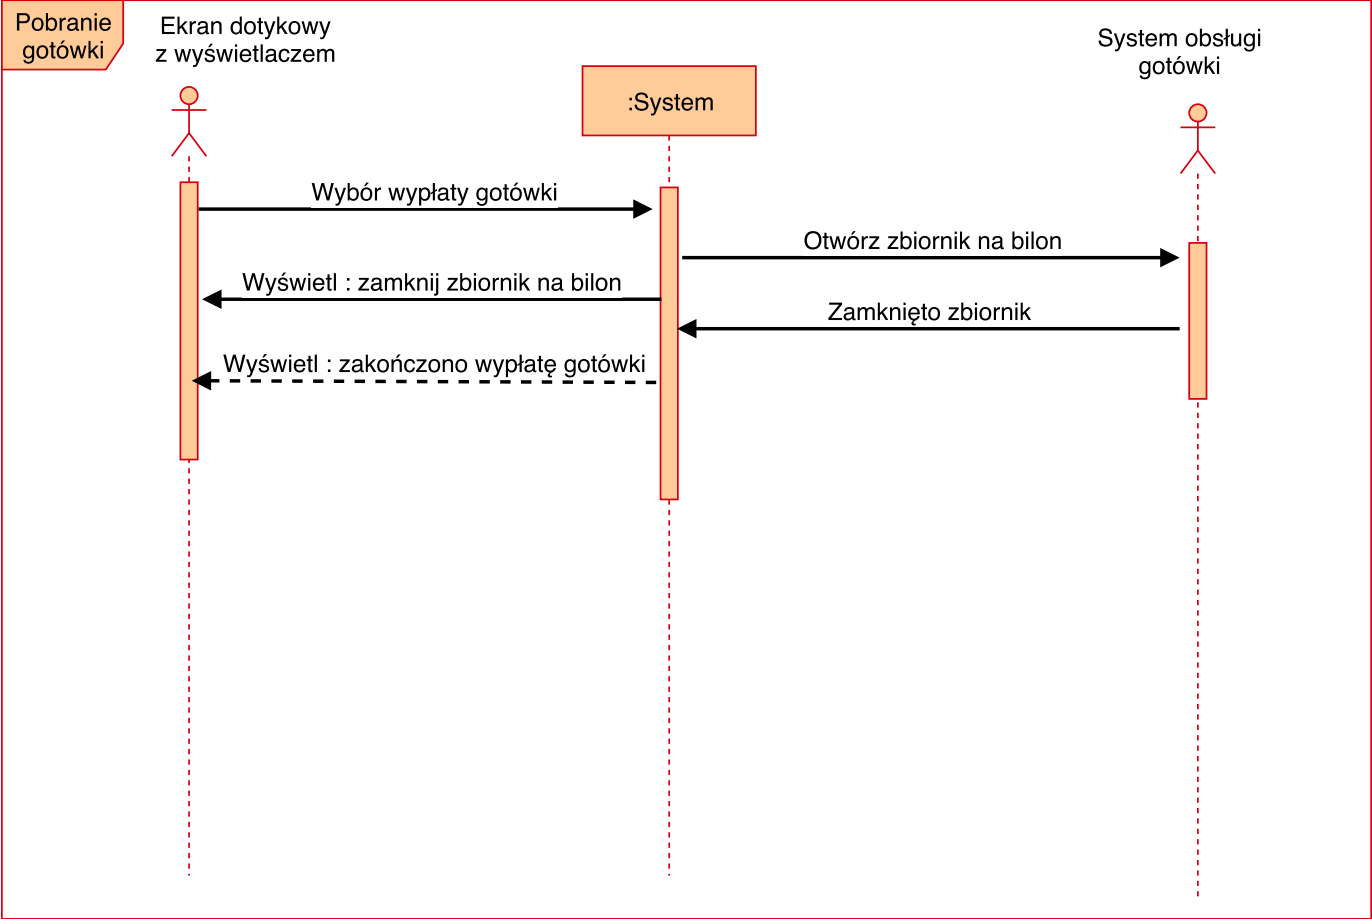 Pobranie
gotówki
Ekran dotykowy
z wyświetlaczem
System obsługi
gotówki
:System
Wybór wypłaty gotówki
Otwórz zbiornik na bilon
Wyświetl : zamknij zbiornik na bilon
Zamknięto zbiornik
Wyświetl : zakończono wypłatę gotówki